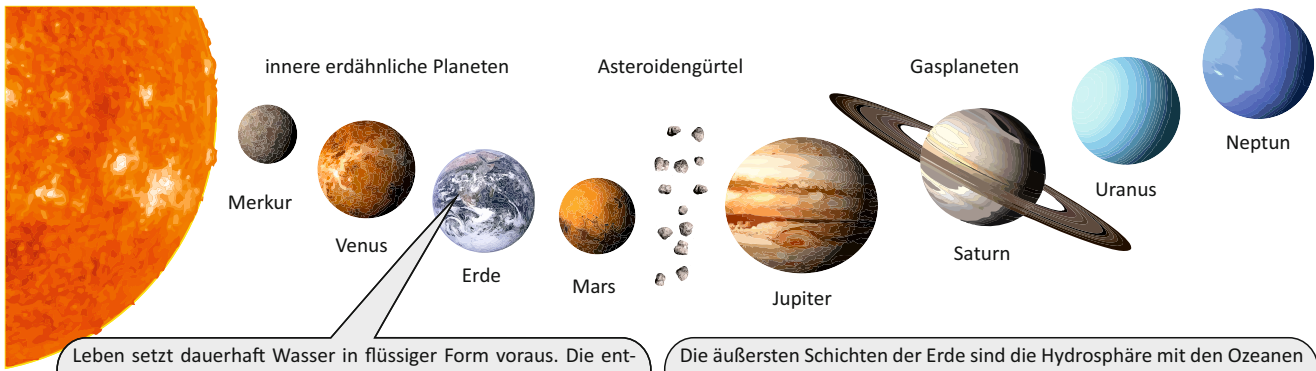 innere erdähnliche Planeten
Asteroidengürtel
Gasplaneten
Merkur
Venus
Erde
Mars
Jupiter
Saturn
Uranus
Neptun
Leben setzt dauerhaft Wasser in flüssiger Form voraus. Die ent-
Die äußersten Schichten der Erde sind die Hydrosphäre mit den Ozeanen